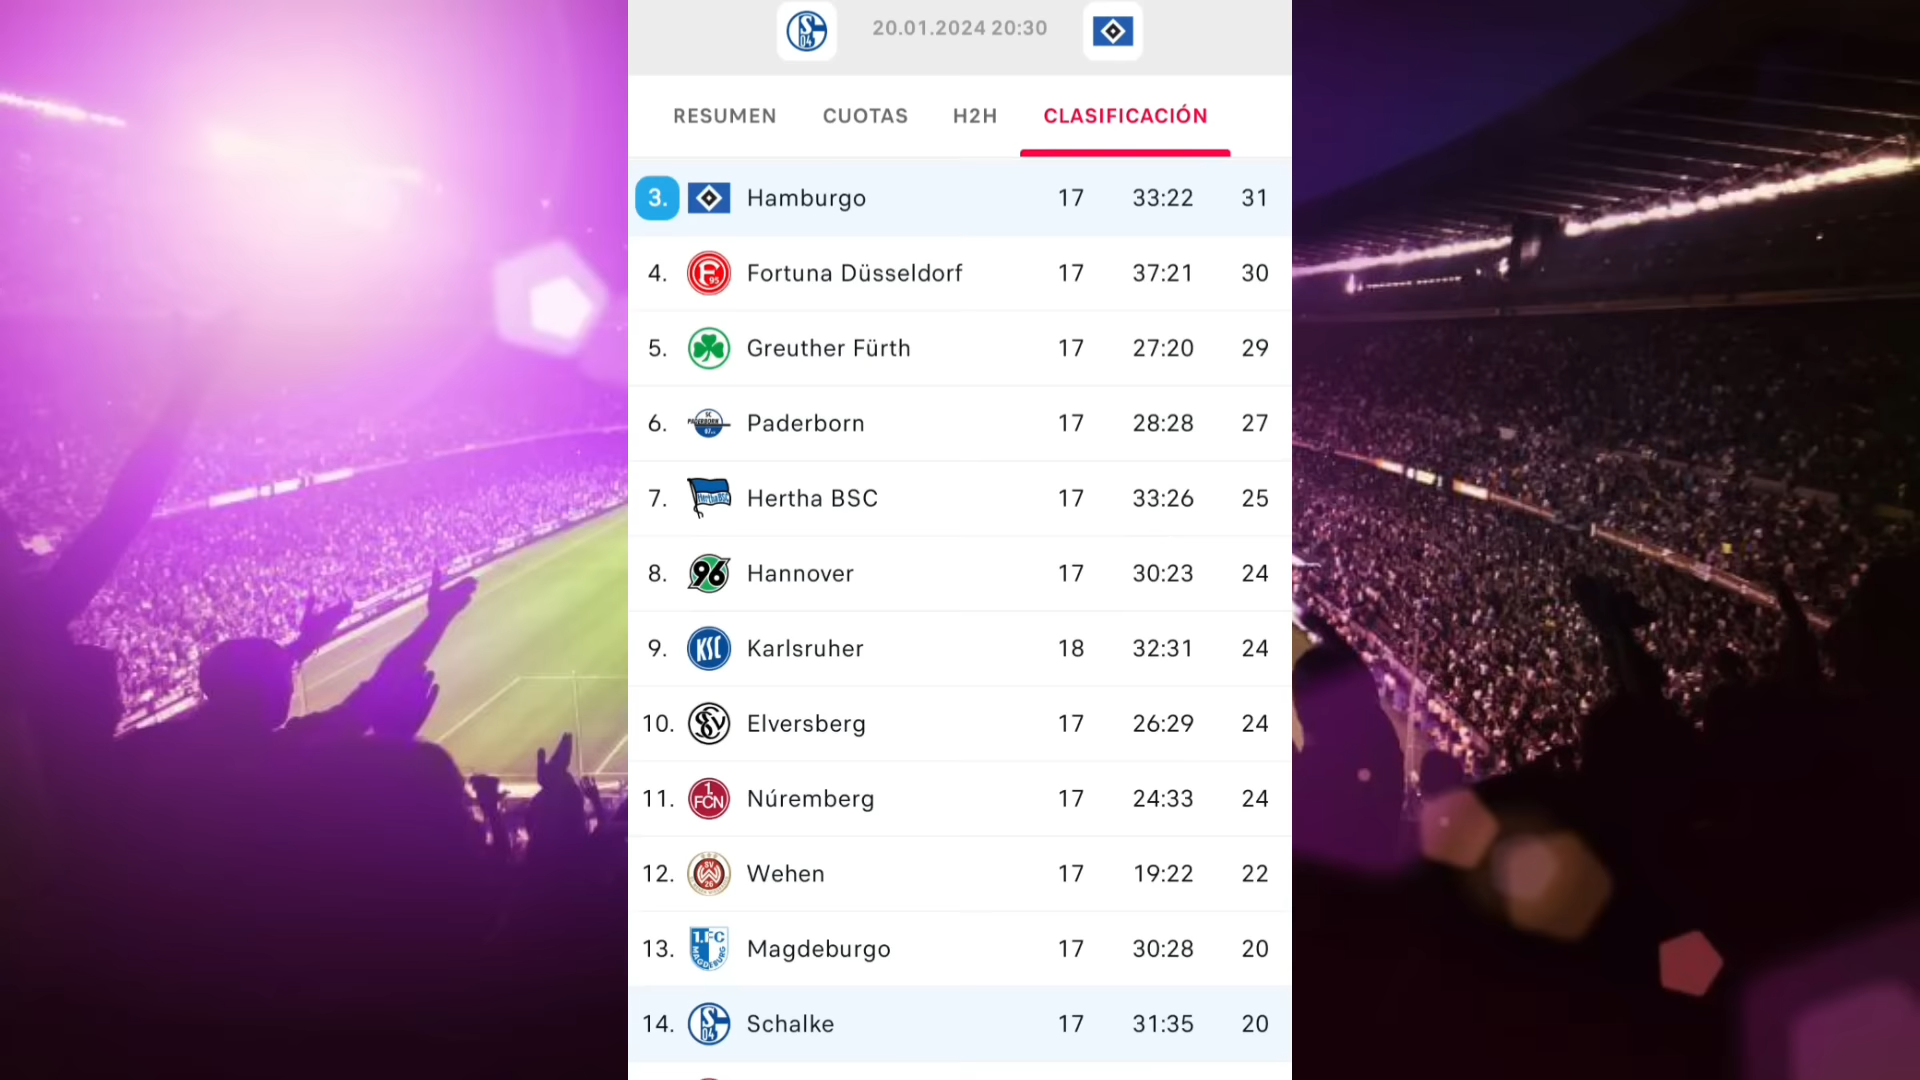 20.01.2024 20:30
RESUMEN CUOTAS H2H CLASIFICACIÓN
3. Hamburgo 17 33:22 31
4. Fortuna Düsseldorf 17 37:21 30
5. Greuther Fürth 17 27:20 29
6. Paderborn 17 28:28 27
7. Hertha BSC 17 33:26 25
8. Hannover 17 30:23 24
9. Karlsruher 18 32:31 24
10. Elversberg 17 26:29 24
11. Núremberg 17 24:33 24
12. Wehen 17 19:22 22
13. Magdeburgo 17 30:28 20
14. Schalke 17 31:35 20